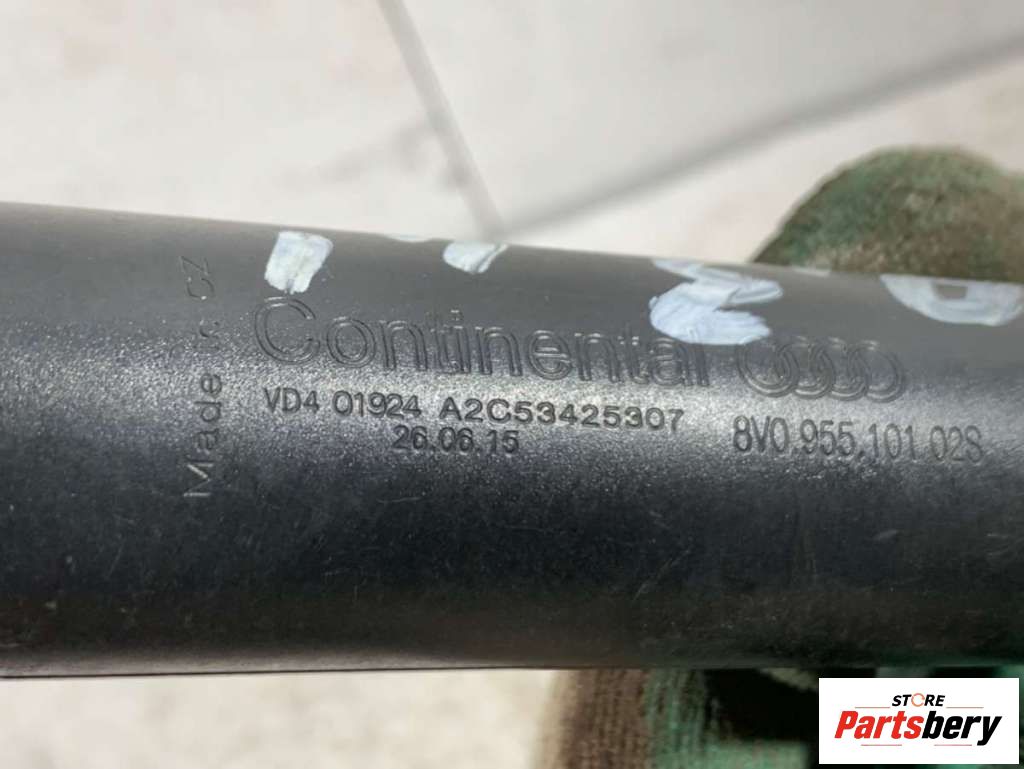 Made in CZ
Continental
VD4 01924 A2C53425307
26.06.15
8V0.955.101 02S
STORE
Partsbery